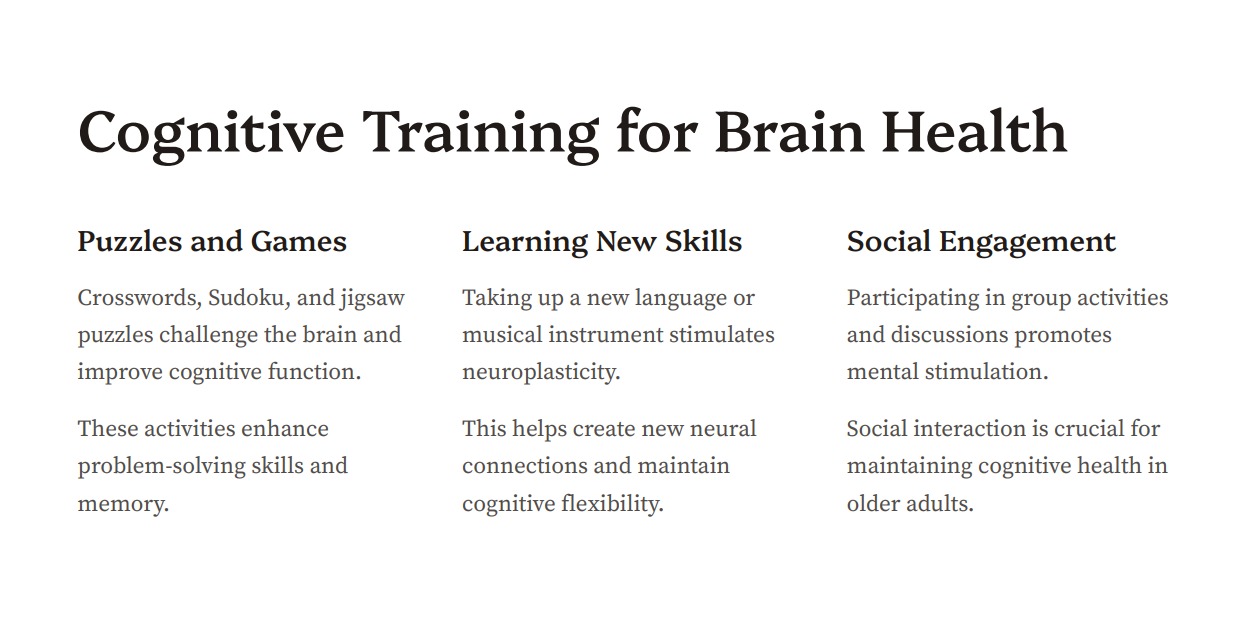 Cognitive Training for Brain Health
Puzzles and Games
Crosswords, Sudoku, and jigsaw
puzzles challenge the brain and
improve cognitive function.
These activities enhance
problem-solving skills and
memory.
Learning New Skills
Taking up a new language or
musical instrument stimulates
neuroplasticity.
This helps create new neural
connections and maintain
cognitive flexibility.
Social Engagement
Participating in group activities
and discussions promotes
mental stimulation.
Social interaction is crucial for
maintaining cognitive health in
older adults.